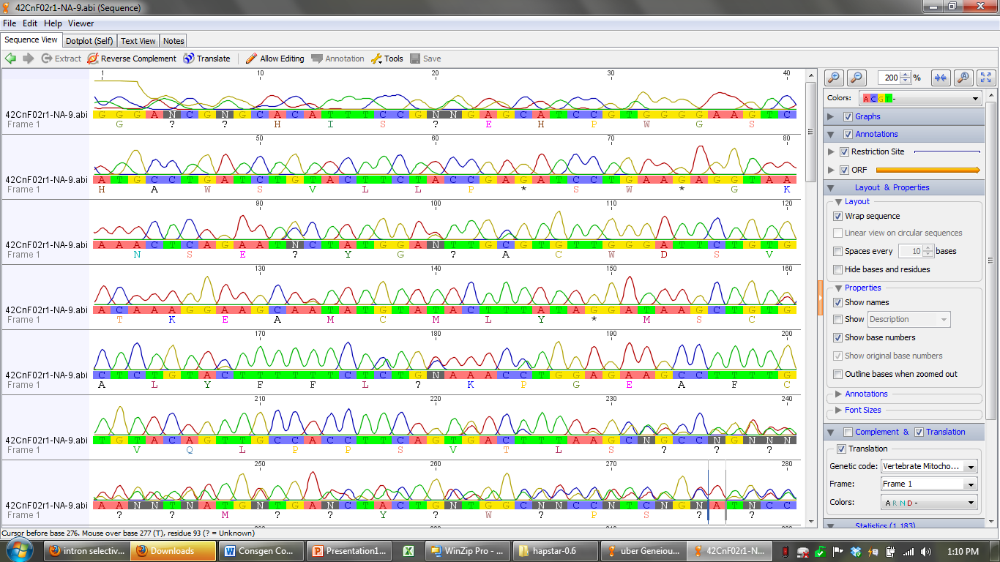 42CnF02r1-NA-9.abi (Sequence)
File Edit Help Viewer
Sequence View Dotplot (Self) Text View Notes
Extract Reverse Complement Translate Allow Editing Annotation Tools Save
1 10 20 30 40
42CnF02r1-NA-9.abi GGGANCGNGCACATTTCCGNNGAGCATCCGTGGGGAAGTC
Frame 1 G ? ? H I S ? E H P W G S
50 60 70 80
42CnF02r1-NA-9.abi ATGCCTGATCTGTACTTCTACCGAGATCCTGAAGAGGTAA
Frame 1 H A W S V L L P * S W * G K
90 100 110 120
42CnF02r1-NA-9.abi AAACTCAGAATNCTATGGANTTGCGTGTTGGGATTCTGTG
Frame 1 N S E ? Y G ? A C W D S V
130 140 150 160
42CnF02r1-NA-9.abi ACAAAGGAAGCAATATGTATACTTTATAGAATAAGCTGTG
Frame 1 T K E A M C M L Y * M S C
170 180 190 200
42CnF02r1-NA-9.abi CTCTGTACTTTTTTCTCTGNAAACCTGGAGAAGCCTTTTG
Frame 1 A L Y F F L ? K P G E A F C
210 220 230 240
42CnF02r1-NA-9.abi TGTACAGTTGCCACCTTCAGTGACTTTAAGCNGCCNGNNN
Frame 1 V Q L P P S V T L S ? ? ?
250 260 270 280
42CnF02r1-NA-9.abi AANNTNATGNTGANCTATGNTTGGCNNCCNTCNGNATNCC
Frame 1 ? ? M ? ? Y ? W ? P S ? ?
200 %
Colors: ACGT-
Graphs
Annotations
Restriction Site
ORF
Layout & Properties
Layout
Wrap sequence
Linear view on circular sequences
Spaces every 10 bases
Hide bases and residues
Properties
Show names
Show Description
Show base numbers
Show original base numbers
Outline bases when zoomed out
Annotations
Font Sizes
Complement & Translation
Translation
Genetic code: Vertebrate Mitocho...
Frame: Frame 1
Colors: ARND-
Statistics (1,183)
Cursor before base 276. Mouse over base 277 (T), residue 93 (? = Unknown)
intron selectiv... Downloads Consgen Co... Presentation1... WinZip Pro - ... hapstar-0.6 uber Geneiou... 42CnF02r1-N... 1:10 PM